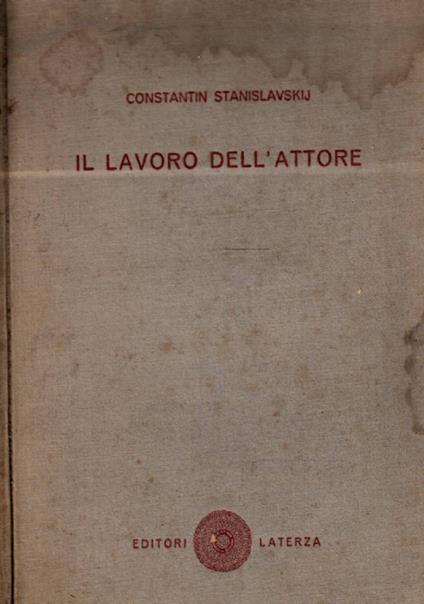 CONSTANTIN STANISLAVSKIJ
IL LAVORO DELL'ATTORE
EDITORI LATERZA